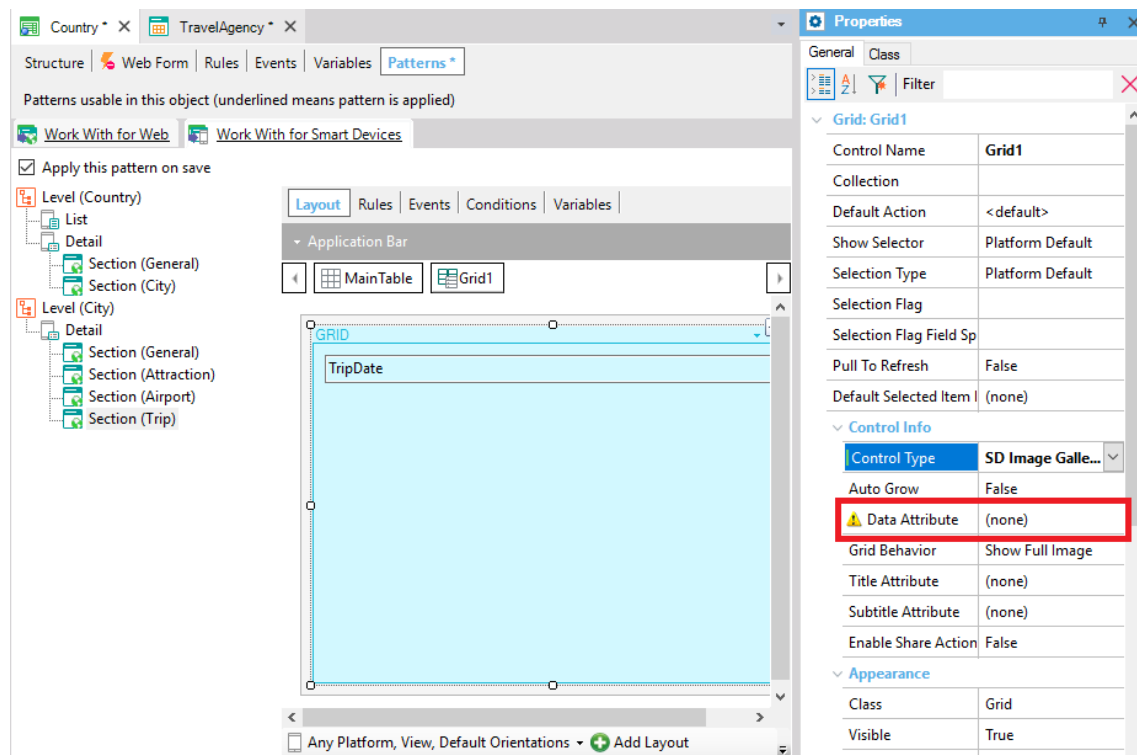 Country *
TravelAgency *
Structure Web Form Rules Events Variables Patterns *
Patterns usable in this object (underlined means pattern is applied)
Work With for Web Work With for Smart Devices
Apply this pattern on save
Level (Country)
List
Detail
Section (General)
Section (City)
Level (City)
Detail
Section (General)
Section (Attraction)
Section (Airport)
Section (Trip)
Layout Rules Events Conditions Variables
Application Bar
MainTable Grid1
GRID
TripDate
Any Platform, View, Default Orientations Add Layout
Properties
General Class
Filter
Grid: Grid1
Control Name Grid1
Collection
Default Action <default>
Show Selector Platform Default
Selection Type Platform Default
Selection Flag
Selection Flag Field Sp
Pull To Refresh False
Default Selected Item I (none)
Control Info
Control Type SD Image Galle...
Auto Grow False
Data Attribute (none)
Grid Behavior Show Full Image
Title Attribute (none)
Subtitle Attribute (none)
Enable Share Action False
Appearance
Class Grid
Visible True